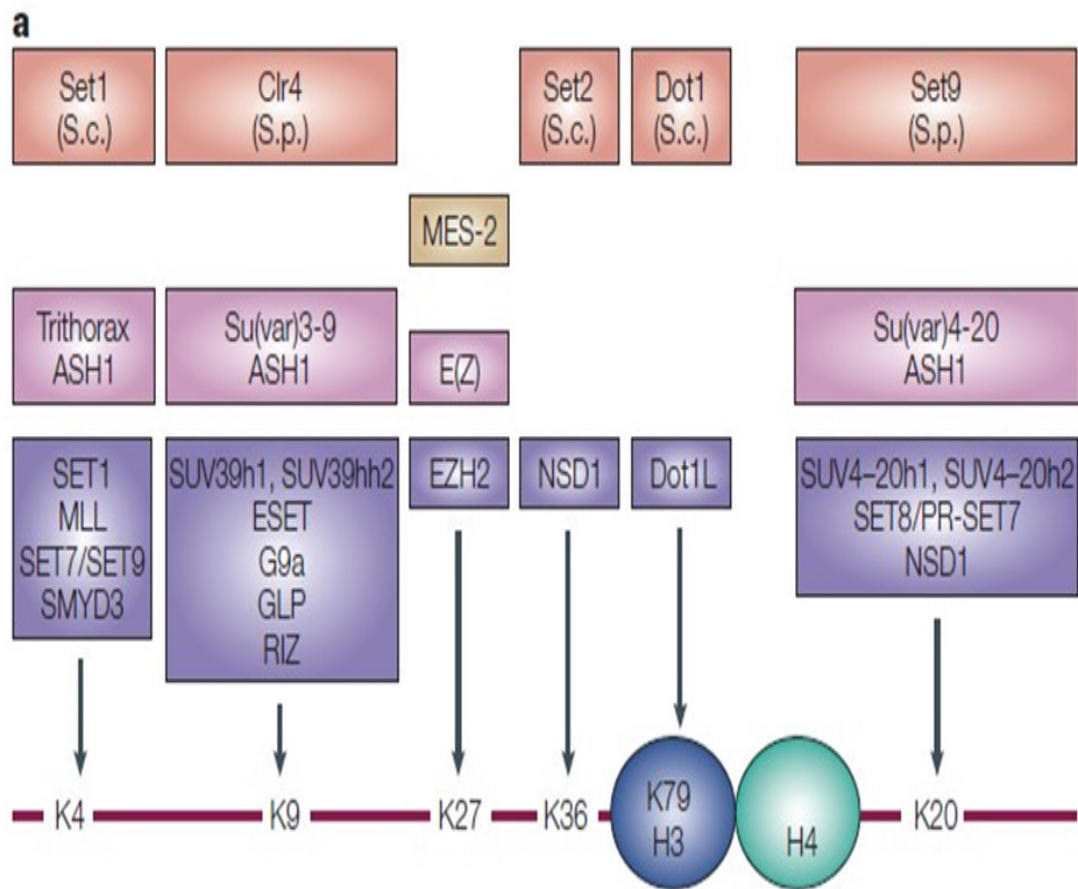 a
Set1
(S.c.)
Clr4
(S.p.)
Set2
(S.c.)
Dot1
(S.c.)
Set9
(S.p.)
MES-2
Trithorax
ASH1
Su(var)3-9
ASH1
E(Z)
Su(var)4-20
ASH1
SET1
MLL
SET7/SET9
SMYD3
SUV39h1, SUV39hh2
ESET
G9a
GLP
RIZ
EZH2
NSD1
Dot1L
SUV4–20h1, SUV4–20h2
SET8/PR-SET7
NSD1
K4
K9
K27
K36
K79
H3
H4
K20